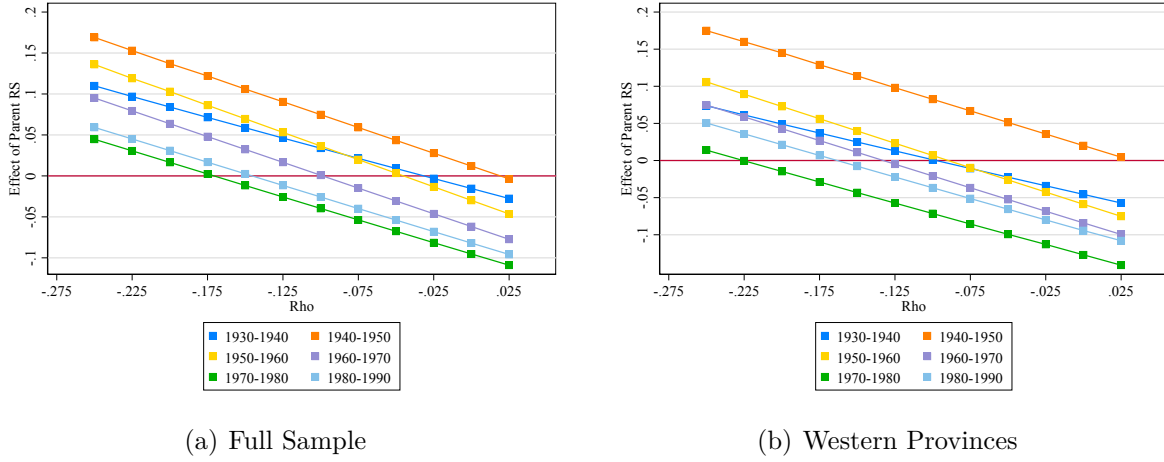 Effect of Parent RS
.2
.15
.1
.05
0
-.05
-.1
-.275 -.225 -.175 -.125 -.075 -.025 .025
Rho
1930-1940 1940-1950
1950-1960 1960-1970
1970-1980 1980-1990
(a) Full Sample
Effect of Parent RS
.2
.15
.1
.05
0
-.05
-.1
-.275 -.225 -.175 -.125 -.075 -.025 .025
Rho
1930-1940 1940-1950
1950-1960 1960-1970
1970-1980 1980-1990
(b) Western Provinces